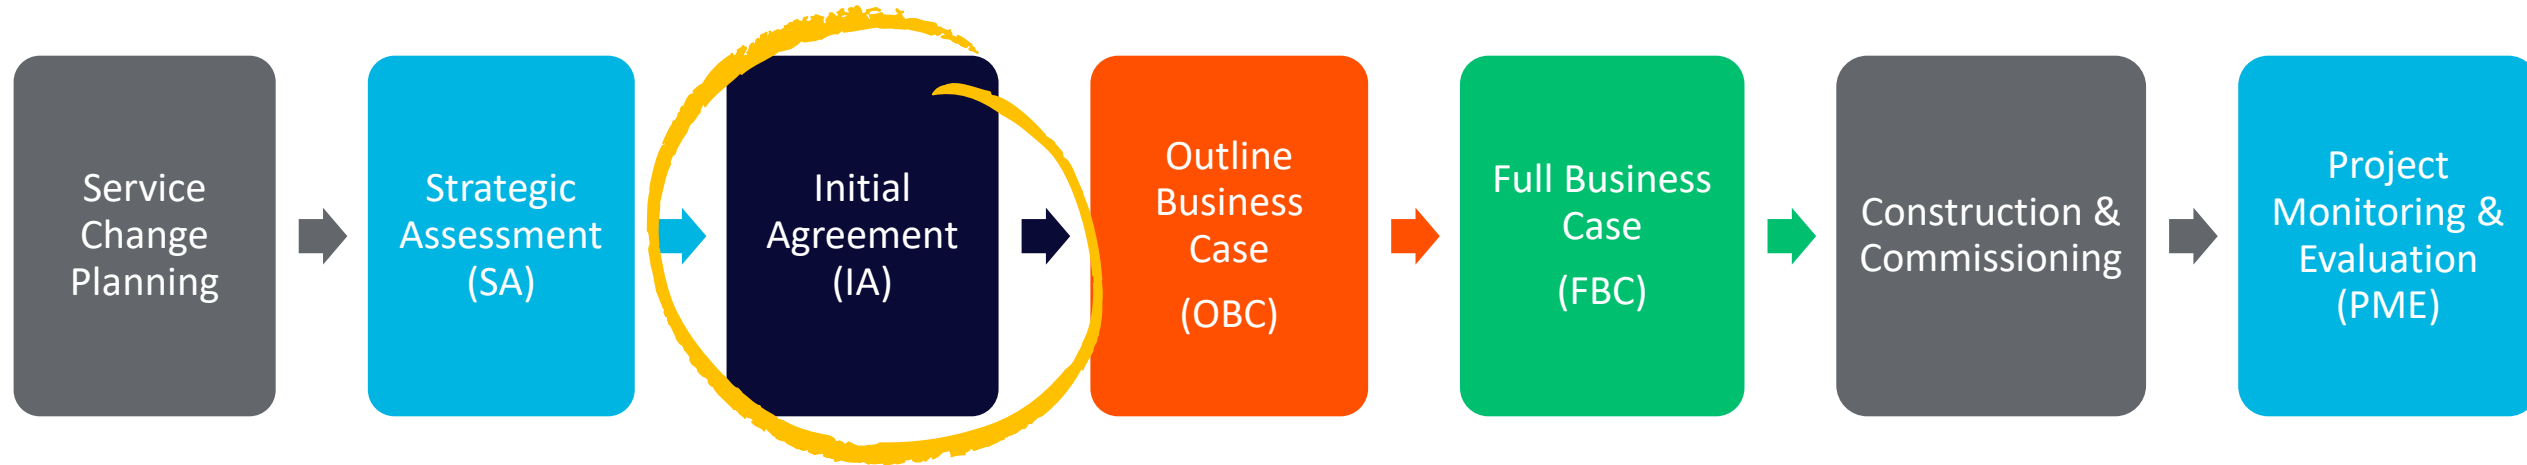 Service
Change
Planning
Strategic
Assessment
(SA)
Initial
Agreement
(IA)
Outline
Business
Case
(OBC)
Full Business
Case
(FBC)
Construction &
Commissioning
Project
Monitoring &
Evaluation
(PME)